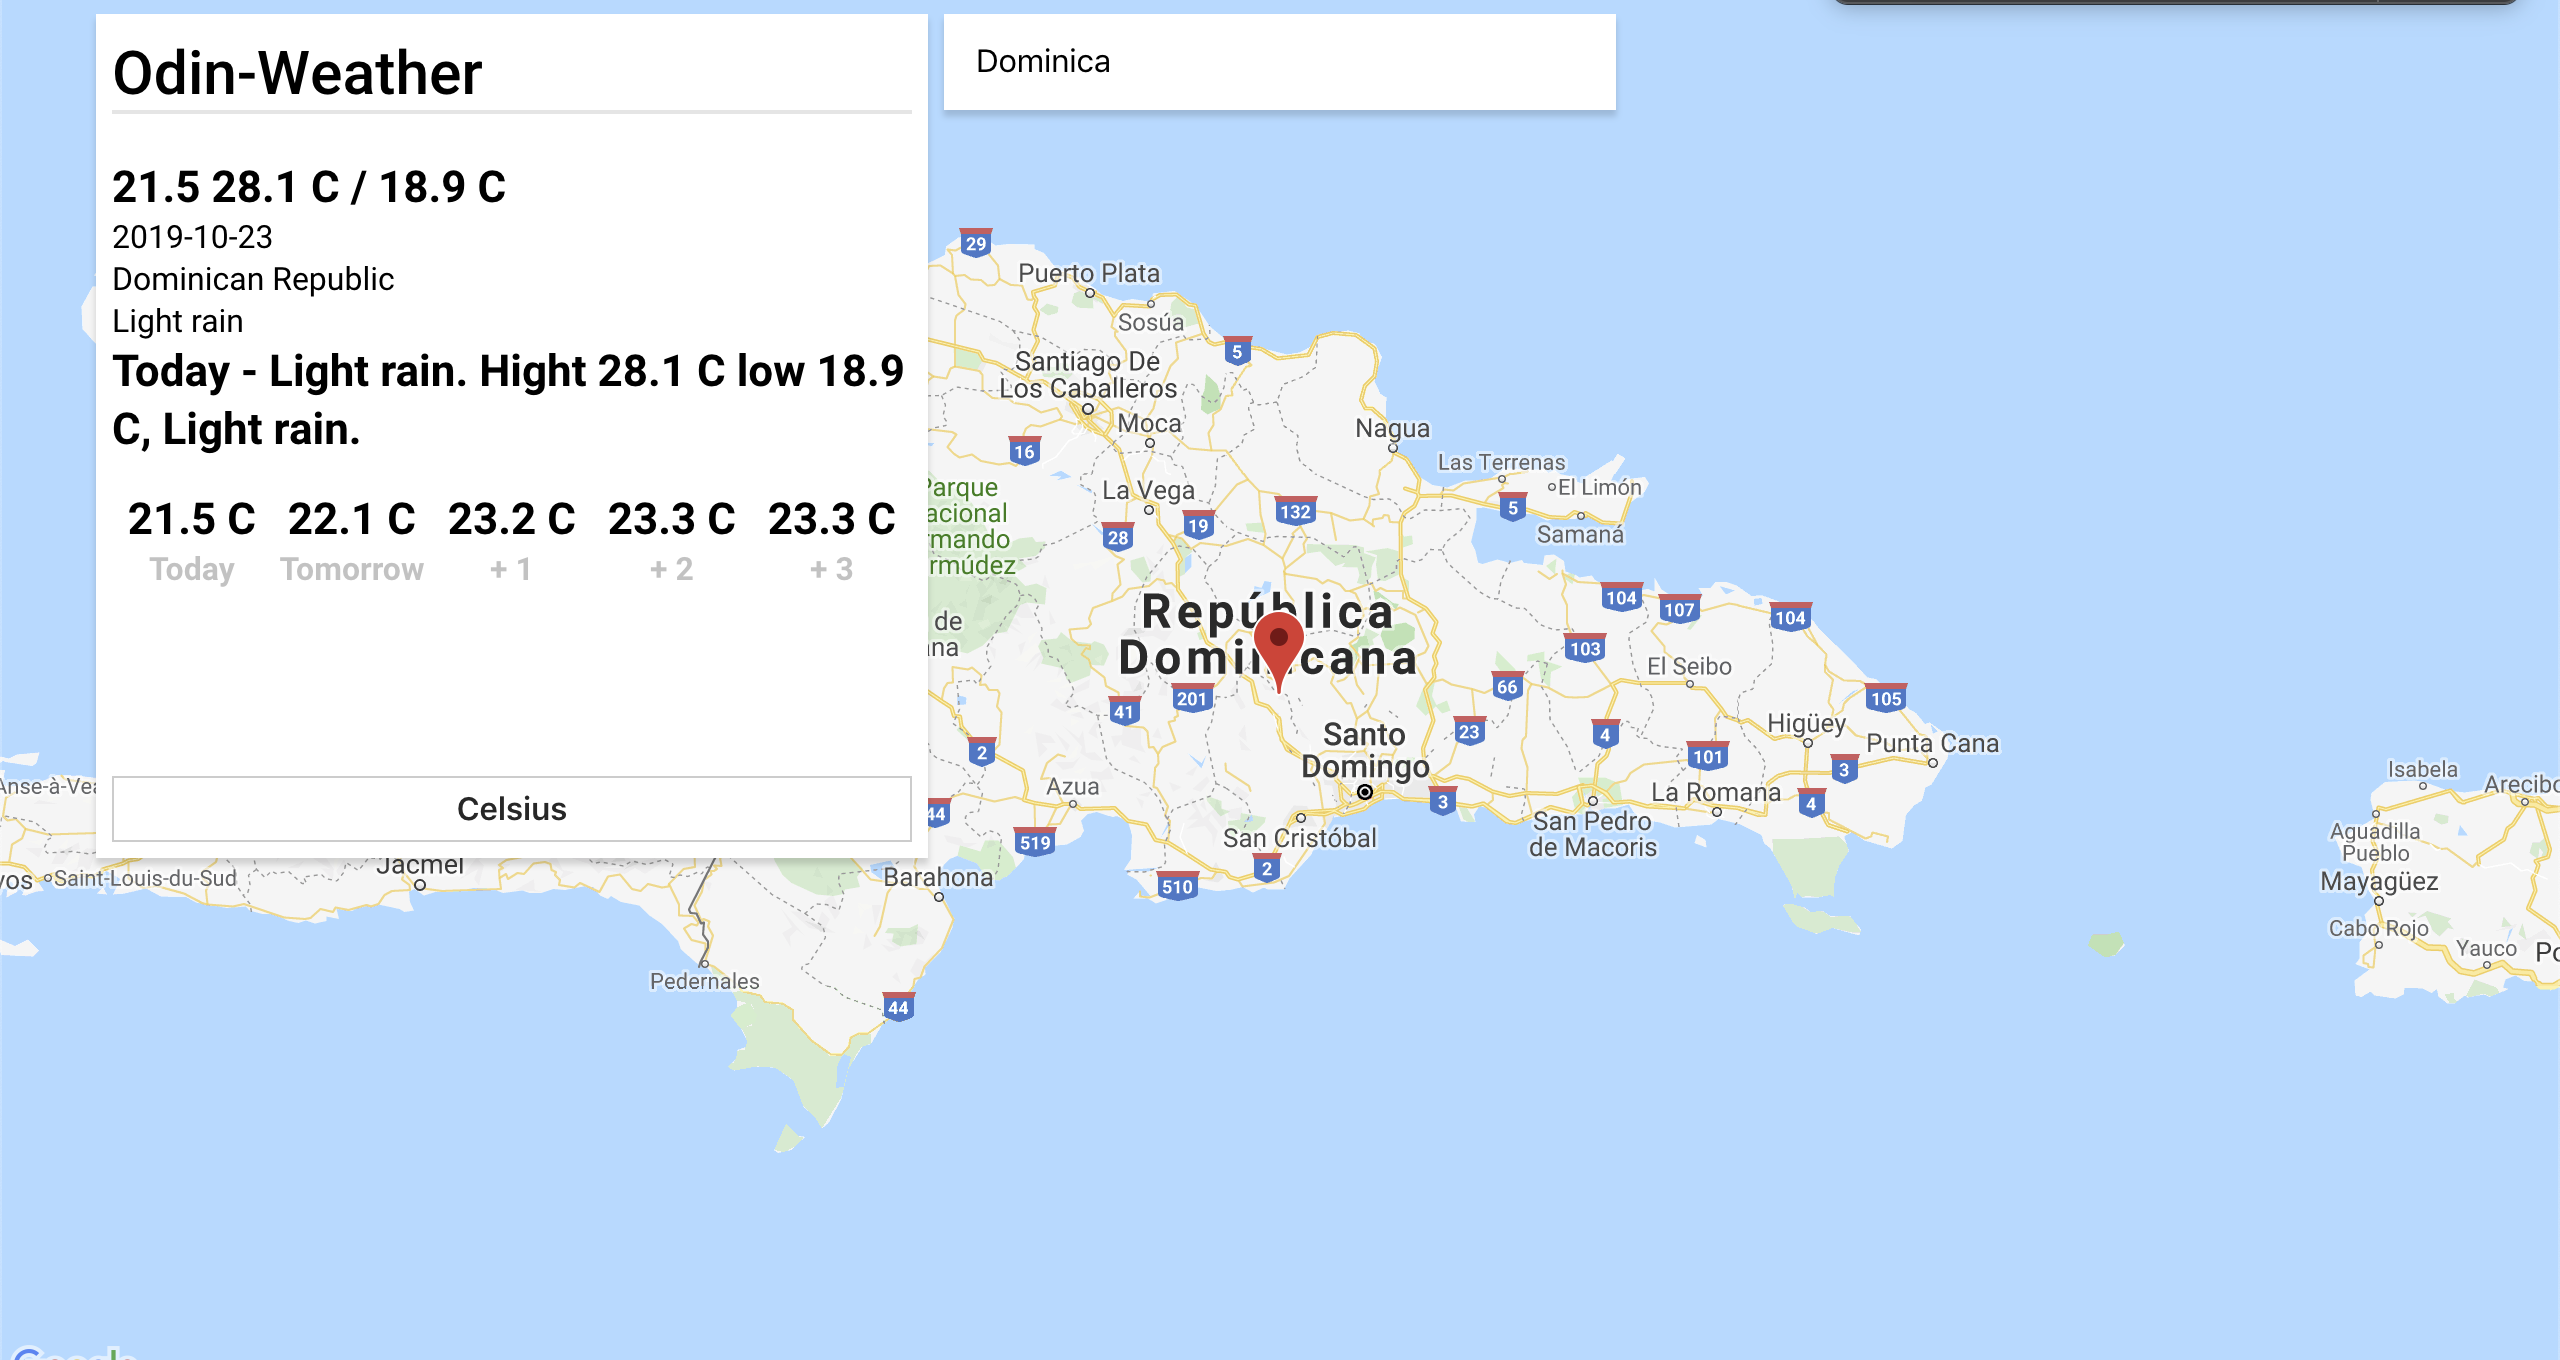 Odin-Weather
Dominica
21.5 28.1 C / 18.9 C
2019-10-23
Dominican Republic
Light rain
Today - Light rain. Hight 28.1 C low 18.9
C, Light rain.
21.5 C 22.1 C 23.2 C 23.3 C 23.3 C
Today Tomorrow + 1 + 2 + 3
Celsius
29
Puerto Plata
Sosúa
5
Santiago De
Los Caballeros
Moca
16
Nagua
Las Terrenas
El Limón
5
Samaná
La Vega
132
19
28
Parque
acional
rmando
rmúdez
República
Dominicana
de
ana
104
107
104
103
El Seibo
66
105
201
41
23
4
Higüey
Punta Cana
2
Santo
Domingo
101
3
Azua
La Romana
4
3
44
San Pedro
de Macoris
519
San Cristóbal
2
510
Barahona
Anse-à-Vea
Jacmel
yos
Saint-Louis-du-Sud
Pedernales
44
Isabela
Arecibo
Aguadilla
Pueblo
Mayagüez
Cabo Rojo
Yauco
Po
Google